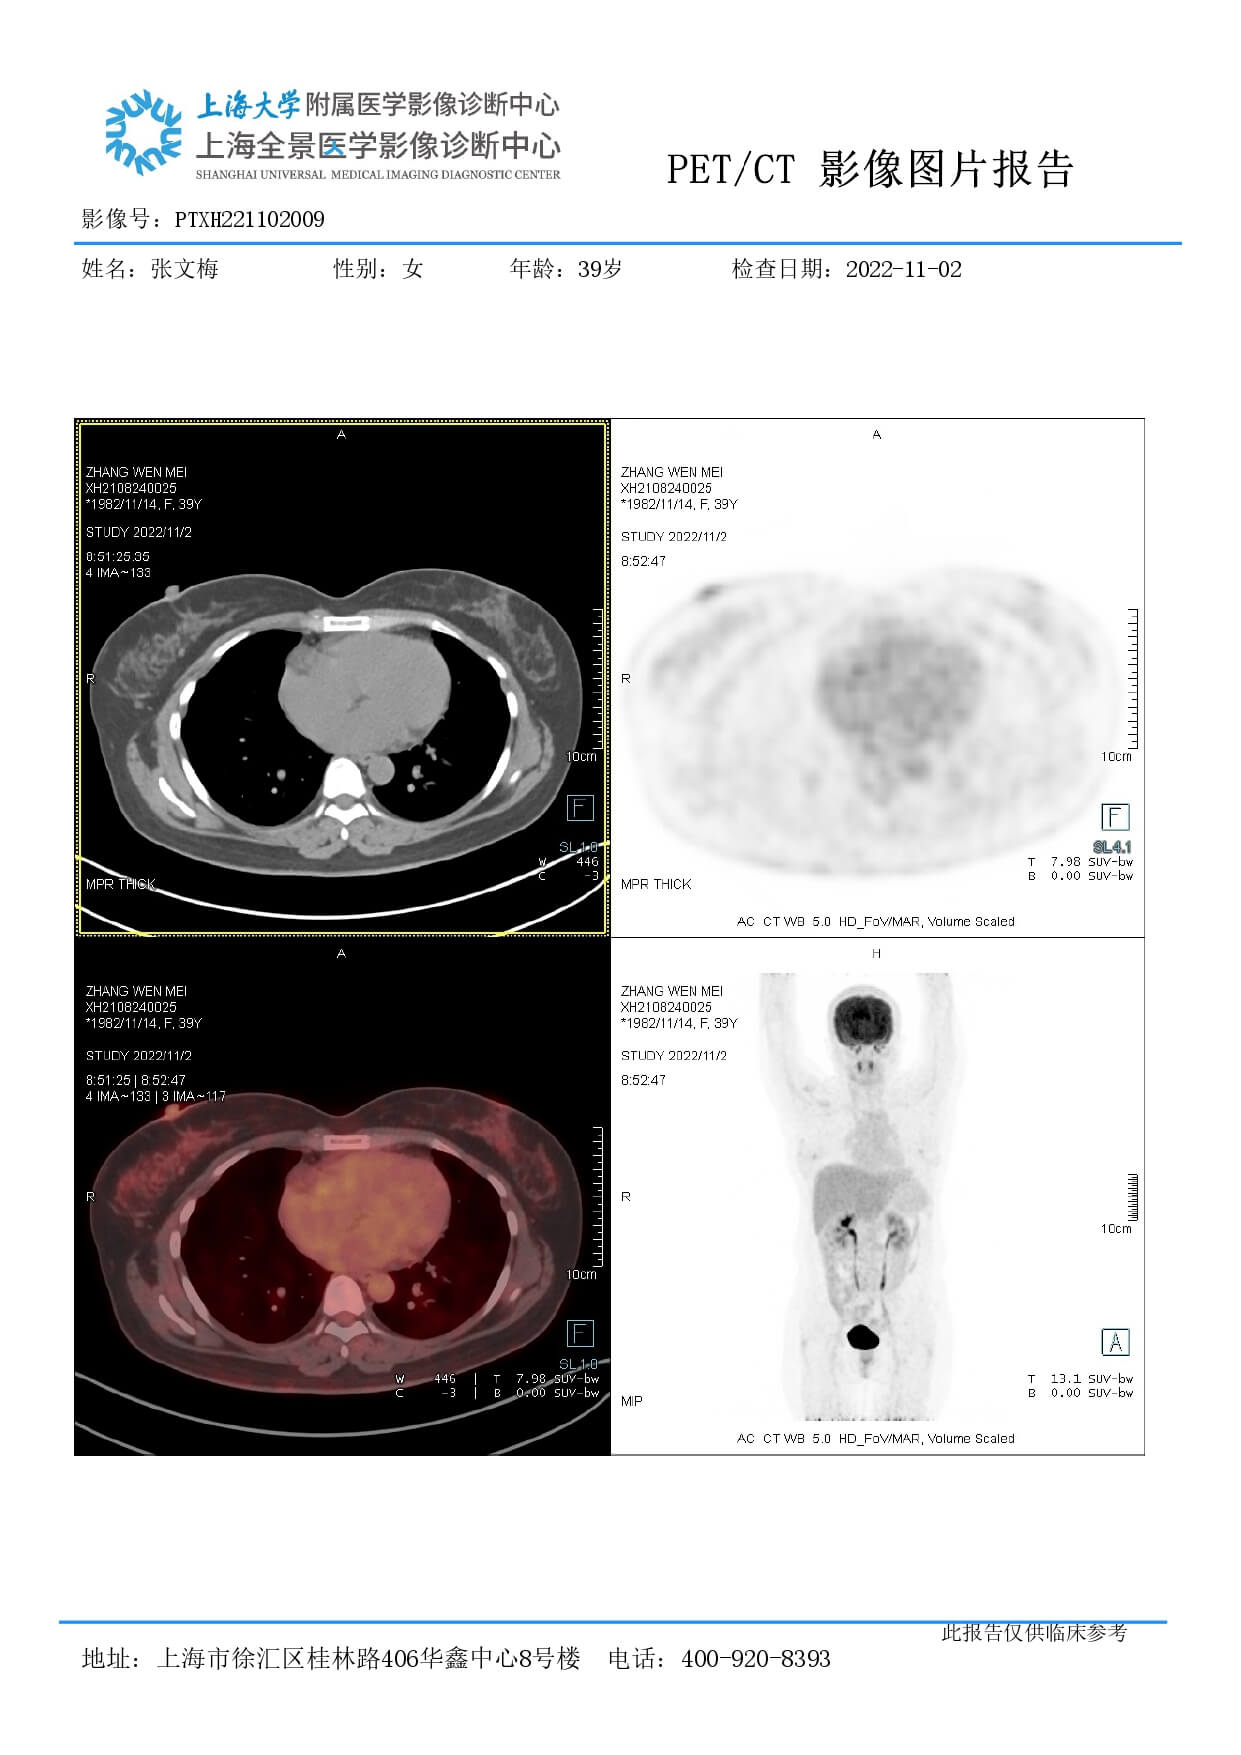 上海大学附属医学影像诊断中心
上海全景医学影像诊断中心
SHANGHAI UNIVERSAL MEDICAL IMAGING DIAGNOSTIC CENTER
PET/CT 影像图片报告
影像号：PTXH221102009
姓名：张文梅 性别：女 年龄：39岁 检查日期：2022-11-02
A
ZHANG WEN MEI
XH2108240025
*1982/11/14, F, 39Y
STUDY 2022/11/2
8:51:25.35
4 IMA~133
R
10cm
F
SL 1.0
W 446
C -3
MPR THICK
A
ZHANG WEN MEI
XH2108240025
*1982/11/14, F, 39Y
STUDY 2022/11/2
8:52:47
R
10cm
F
SL4.1
T 7.98 SUV-bw
B 0.00 SUV-bw
MPR THICK
AC CT WB 5.0 HD_FoV/MAR, Volume Scaled
A
ZHANG WEN MEI
XH2108240025
*1982/11/14, F, 39Y
STUDY 2022/11/2
8:51:25 | 8:52:47
4 IMA~133 | 3 IMA~117
R
10cm
F
SL 1.0
W 446 | T 7.98 SUV-bw
C -3 | B 0.00 SUV-bw
H
ZHANG WEN MEI
XH2108240025
*1982/11/14, F, 39Y
STUDY 2022/11/2
8:52:47
R
10cm
A
T 13.1 SUV-bw
B 0.00 SUV-bw
MIP
AC CT WB 5.0 HD_FoV/MAR, Volume Scaled
此报告仅供临床参考
地址：上海市徐汇区桂林路406华鑫中心8号楼 电话：400-920-8393